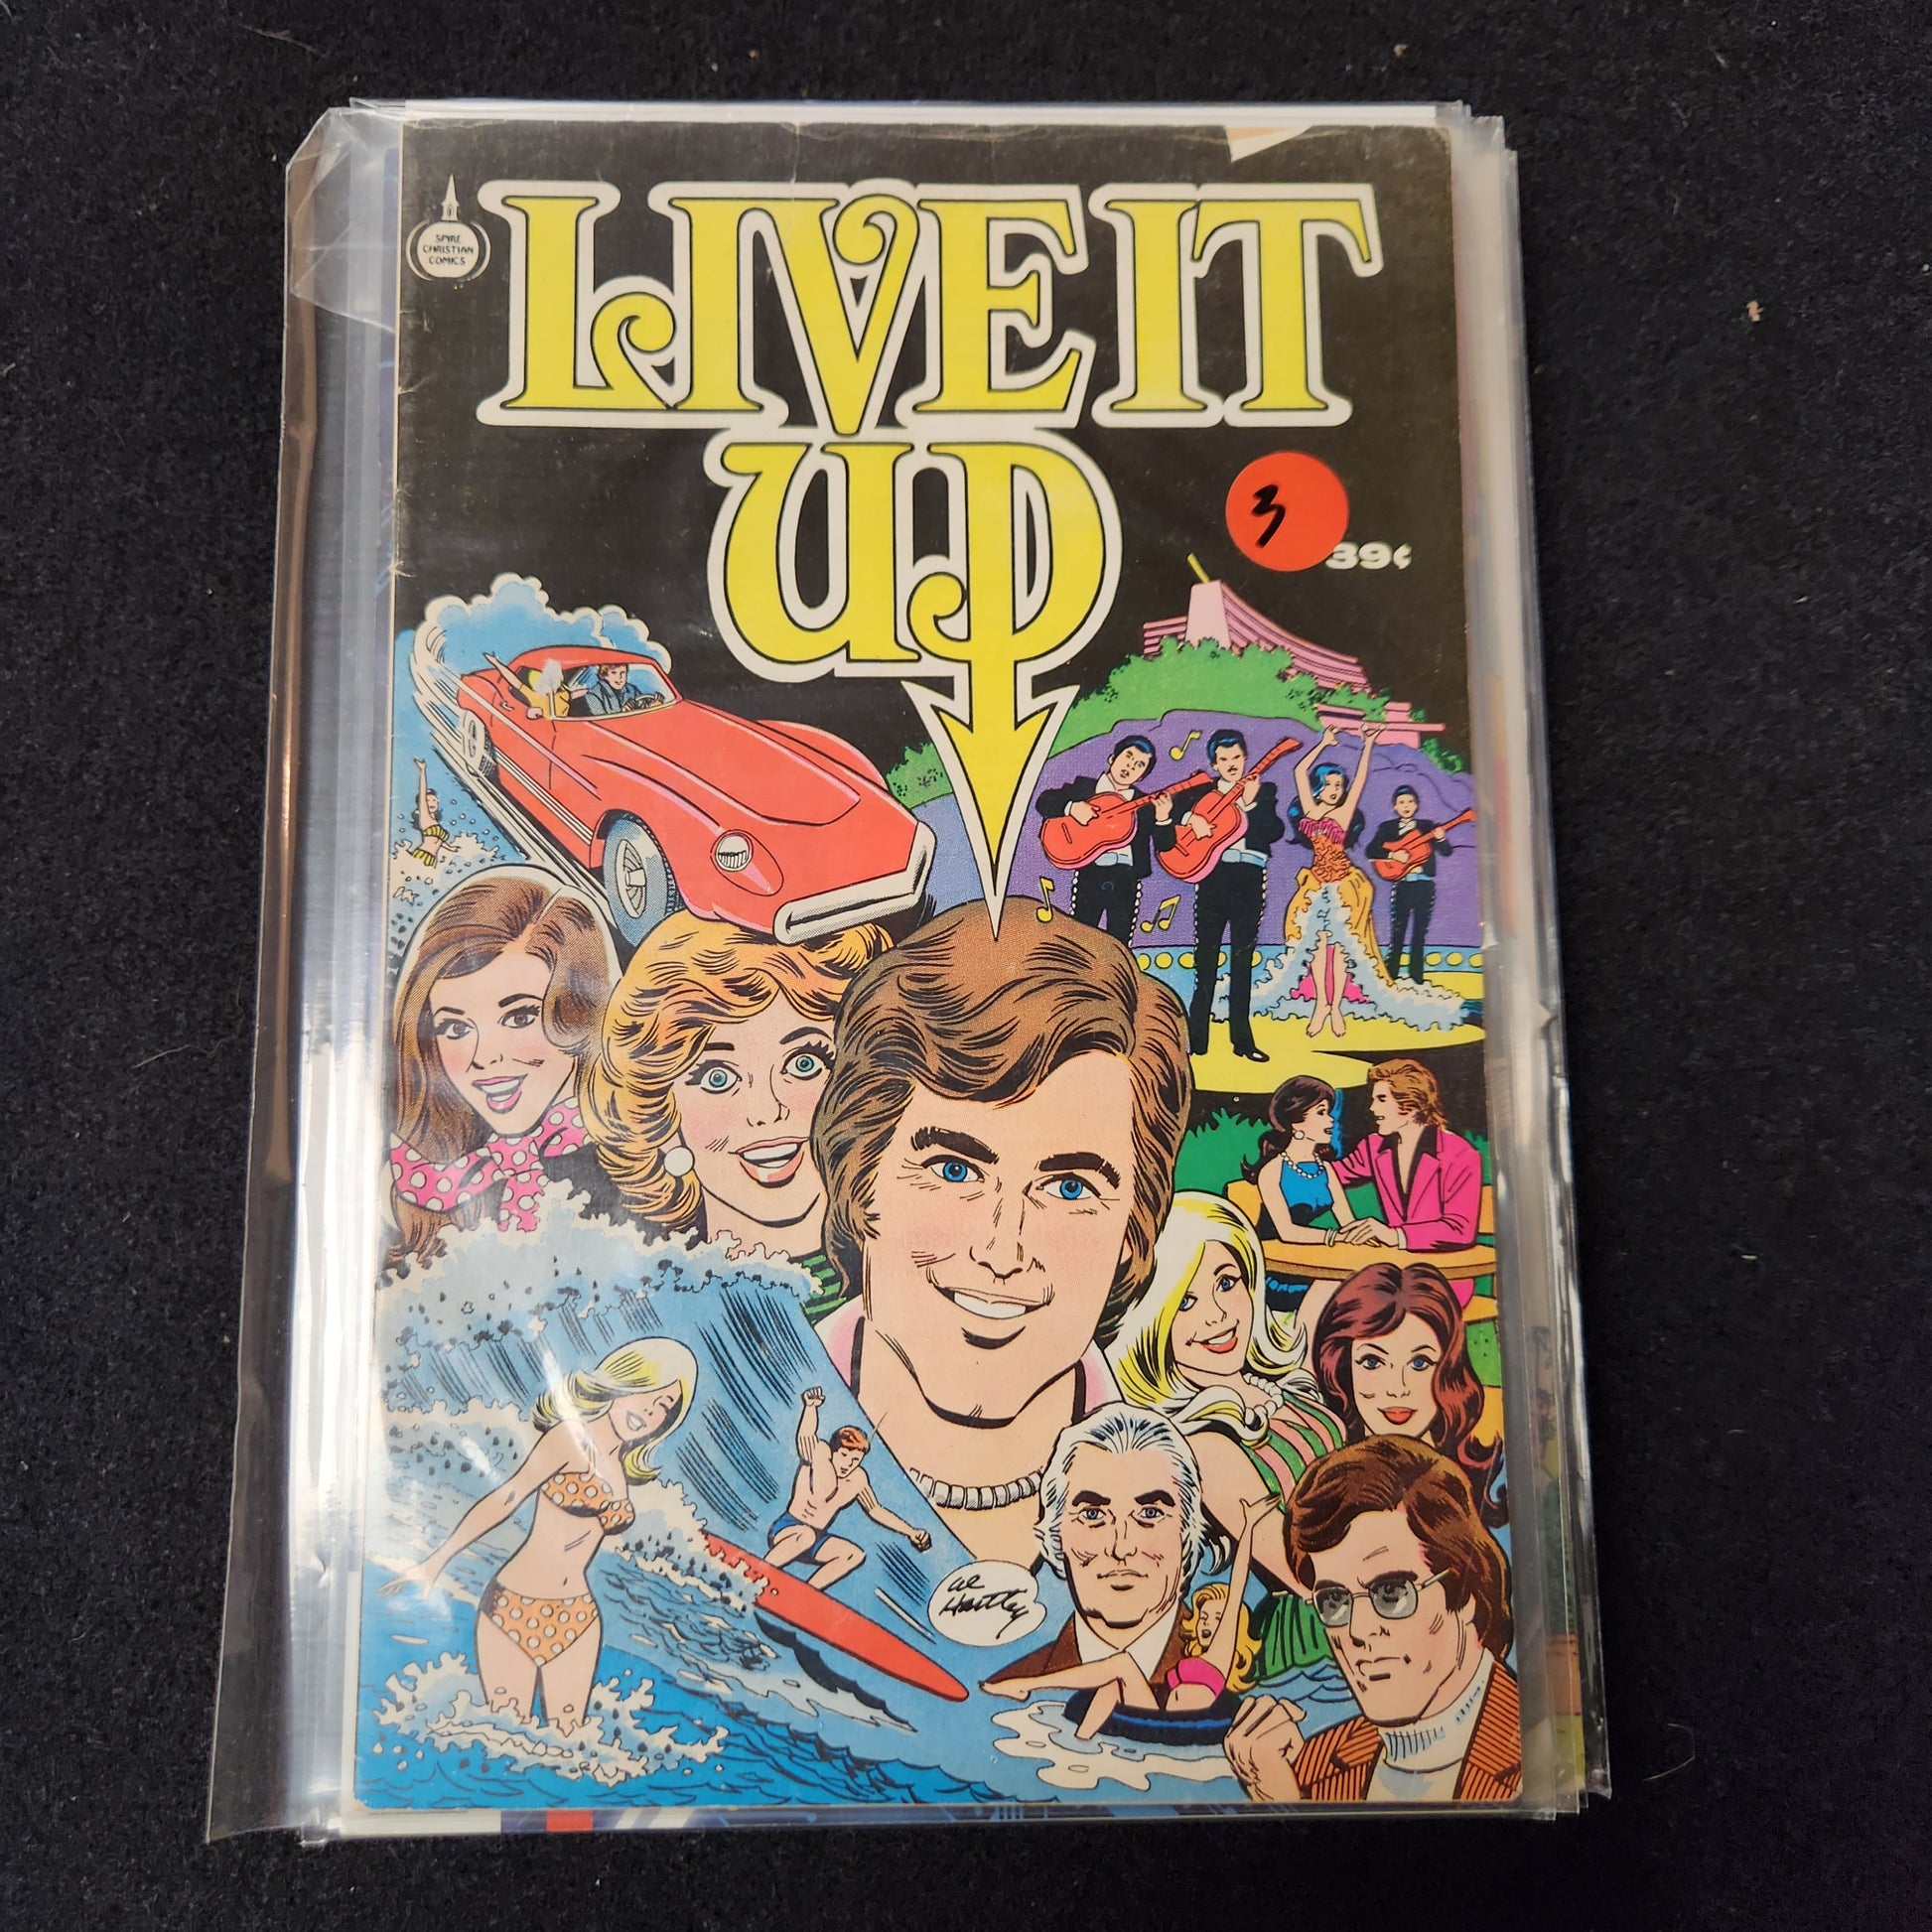 SPIRE
CHRISTIAN
COMICS
LIVE IT
UP
3
39¢
Al
Hartley